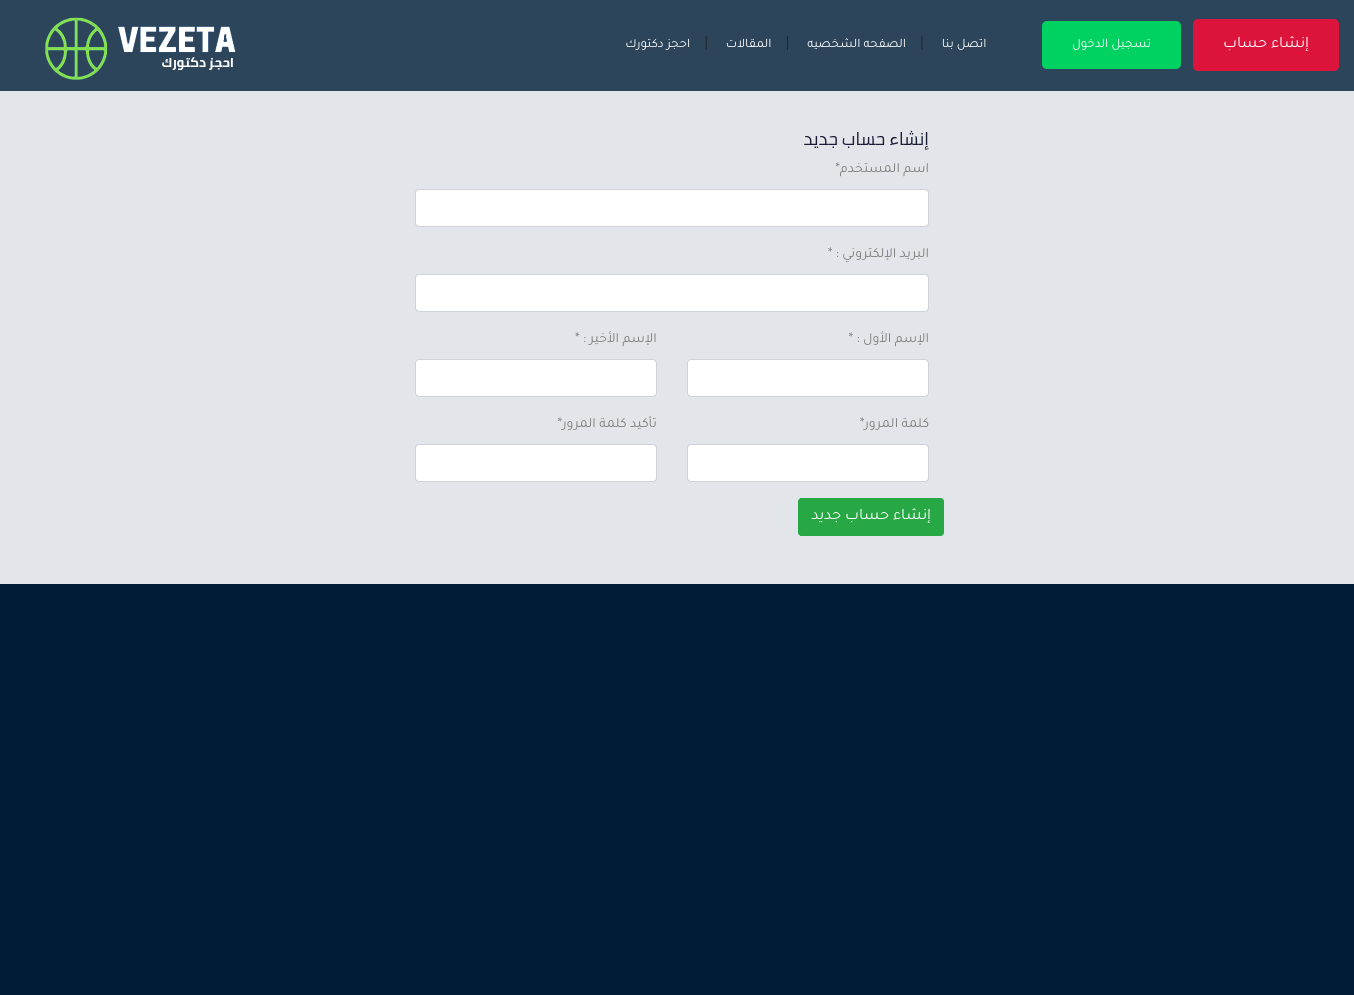 إنشاء حساب
تسجيل الدخول
اتصل بنا
الصفحه الشخصيه
المقالات
احجز دكتورك
VEZETA
احجز دكتورك
إنشاء حساب جديد
اسم المستخدم*
البريد الإلكتروني : *
الإسم الأول : *
الإسم الأخير : *
كلمة المرور*
تأكيد كلمة المرور*
إنشاء حساب جديد